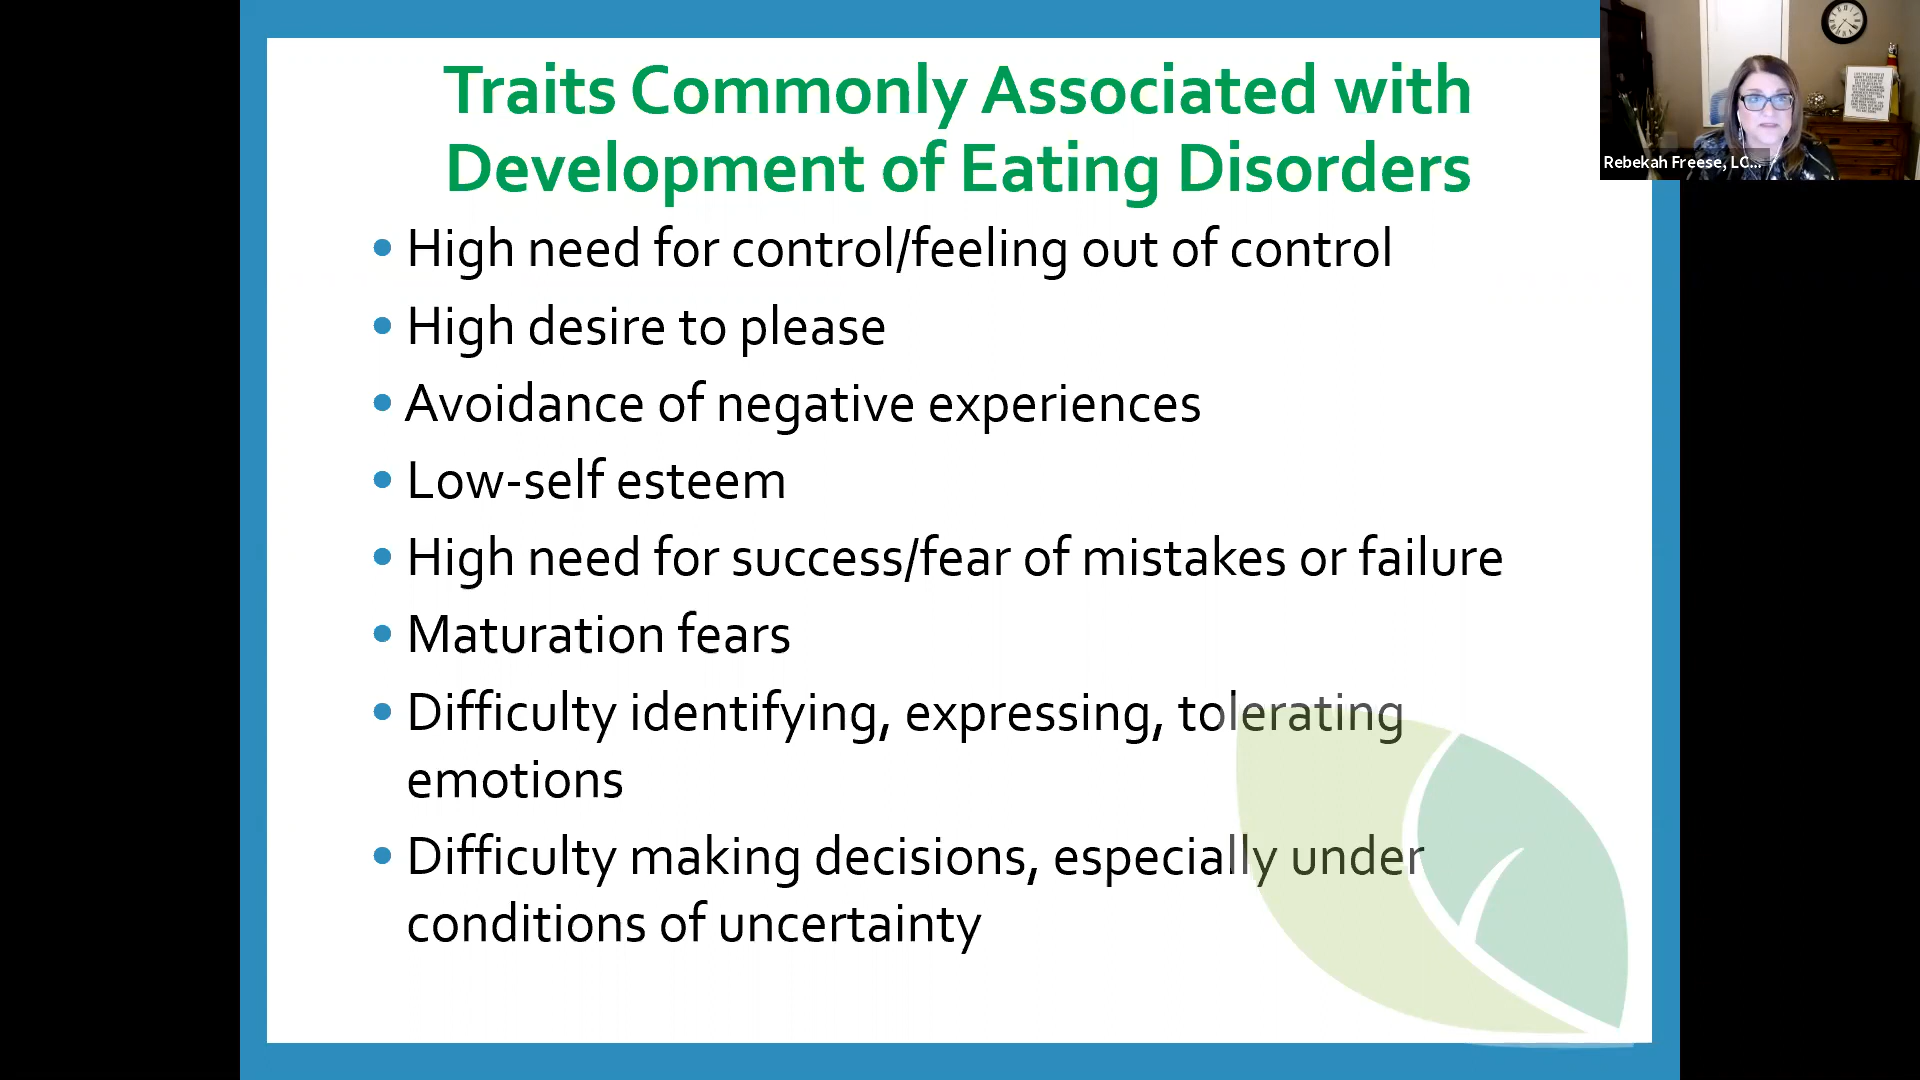 Traits Commonly Associated with
Development of Eating Disorders
• High need for control/feeling out of control
• High desire to please
• Avoidance of negative experiences
• Low-self esteem
• High need for success/fear of mistakes or failure
• Maturation fears
• Difficulty identifying, expressing, tolerating
emotions
• Difficulty making decisions, especially under
conditions of uncertainty
Rebekah Freese, LC...